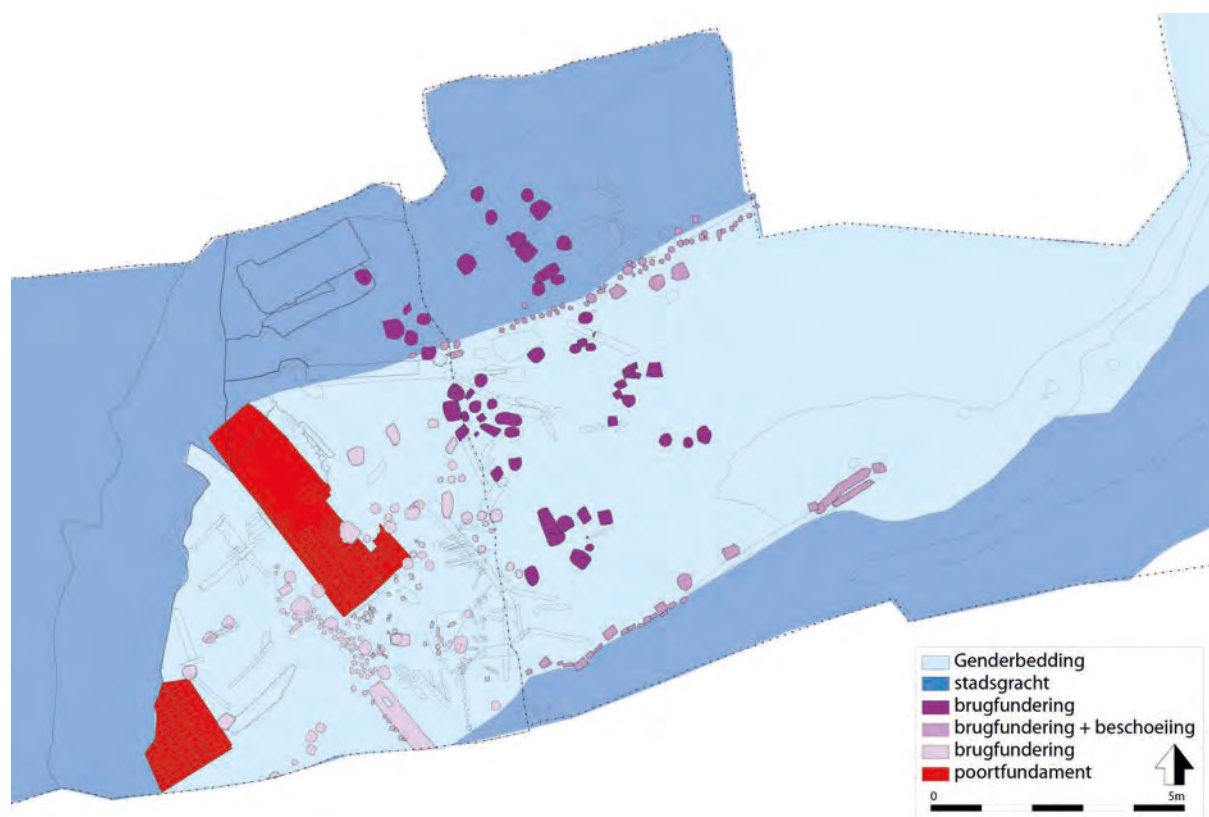 Genderbedding
stadsgracht
brugfundering
brugfundering + beschoeiing
brugfundering
poortfundament
0 5m